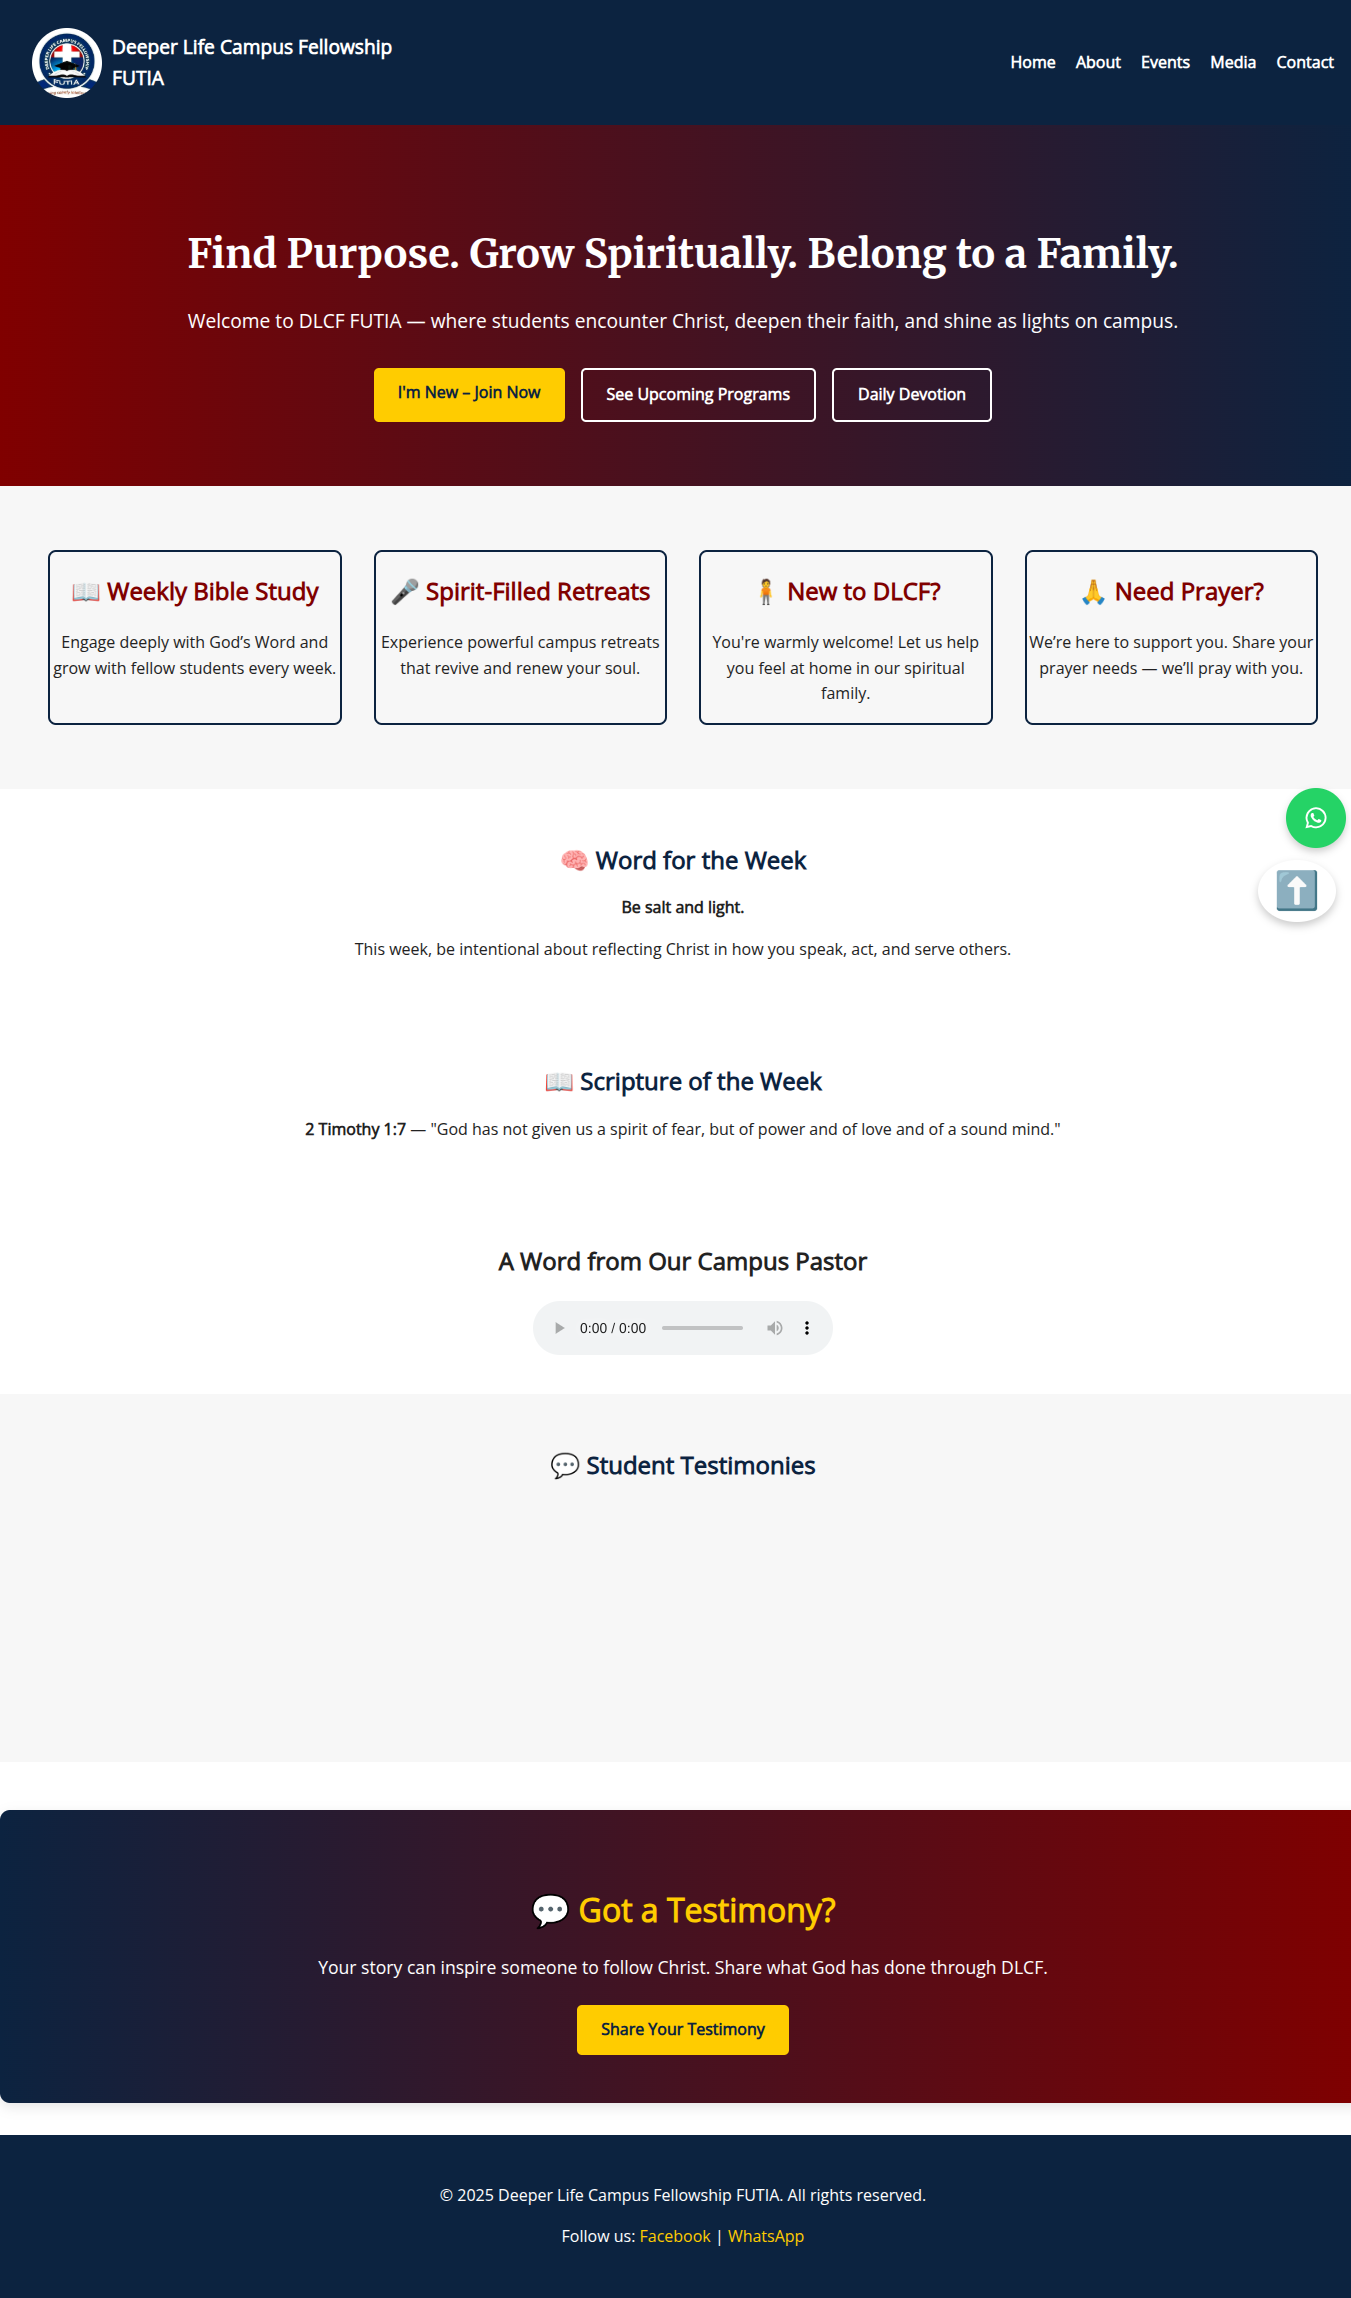 DEEPER LIFE CAMPUS FELLOWSHIP
FUTIA
Deeper Life Campus Fellowship
FUTIA
Home About Events Media Contact
Find Purpose. Grow Spiritually. Belong to a Family.
Welcome to DLCF FUTIA — where students encounter Christ, deepen their faith, and shine as lights on campus.
I'm New – Join Now
See Upcoming Programs
Daily Devotion
📖 Weekly Bible Study
Engage deeply with God’s Word and
grow with fellow students every week.
🎤 Spirit-Filled Retreats
Experience powerful campus retreats
that revive and renew your soul.
🧍 New to DLCF?
You're warmly welcome! Let us help
you feel at home in our spiritual
family.
🙏 Need Prayer?
We’re here to support you. Share your
prayer needs — we’ll pray with you.
🧠 Word for the Week
Be salt and light.
This week, be intentional about reflecting Christ in how you speak, act, and serve others.
📖 Scripture of the Week
2 Timothy 1:7 — "God has not given us a spirit of fear, but of power and of love and of a sound mind."
A Word from Our Campus Pastor
0:00 / 0:00
💬 Student Testimonies
💬 Got a Testimony?
Your story can inspire someone to follow Christ. Share what God has done through DLCF.
Share Your Testimony
© 2025 Deeper Life Campus Fellowship FUTIA. All rights reserved.
Follow us: Facebook | WhatsApp